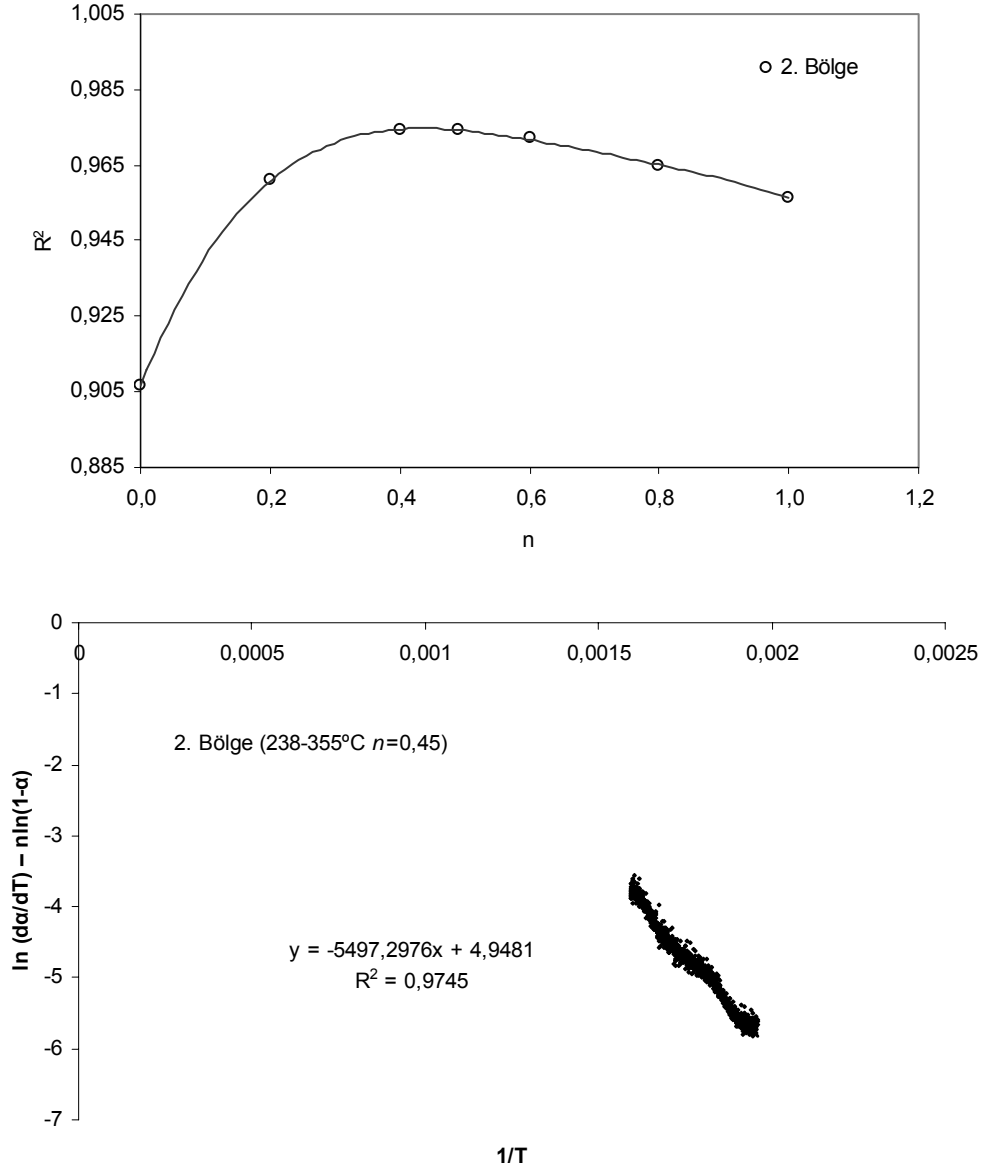 1,005
0,985
0,965
0,945
0,925
0,905
0,885
R²
2. Bölge
0,0 0,2 0,4 0,6 0,8 1,0 1,2
n
0
-1
-2
-3
-4
-5
-6
-7
0 0,0005 0,001 0,0015 0,002 0,0025
ln (dα/dT) – nln(1-α)
2. Bölge (238-355ºC n=0,45)
y = -5497,2976x + 4,9481
R² = 0,9745
1/T